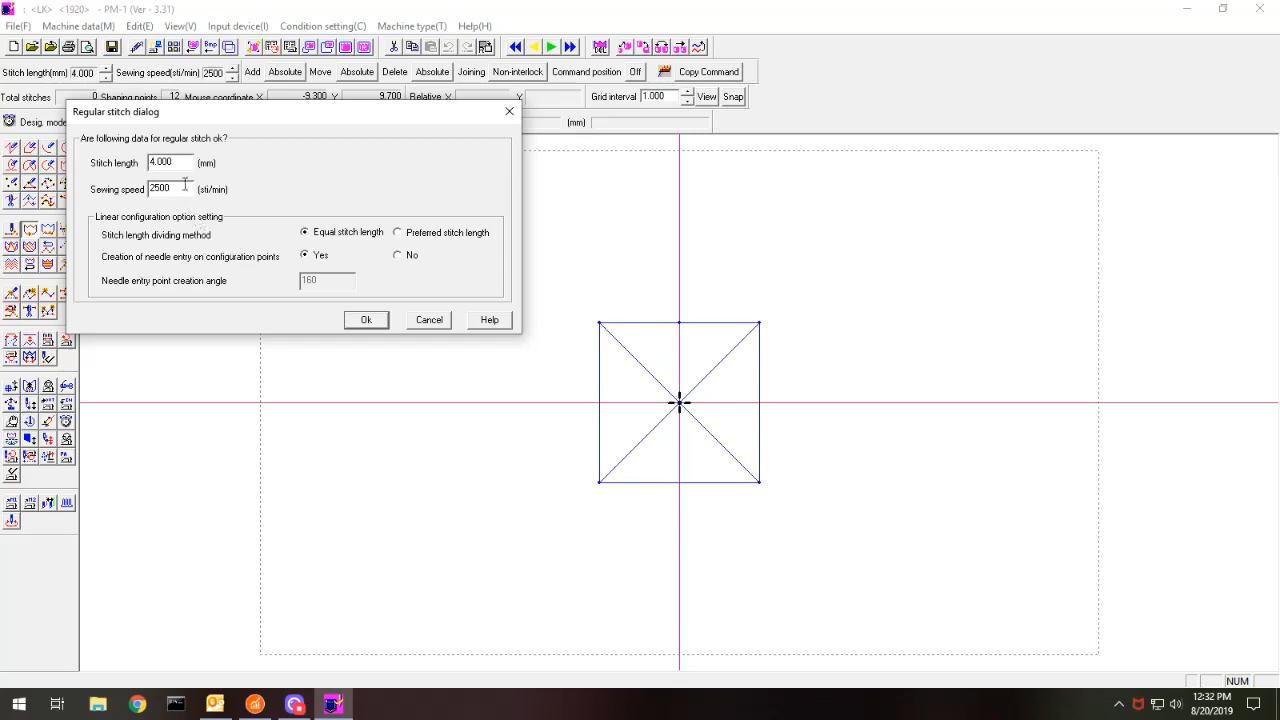 : <LK> <1920> - PM-1 (Ver - 3.31)
File(F) Machine data(M) Edit(E) View(V) Input device(I) Condition setting(C) Machine type(T) Help(H)
Stitch length(mm) 4.000 Sewing speed(sti/min) 2500 Add Absolute Move Absolute Delete Absolute Joining Non-interlock Command position Off Copy Command
Total stitches 0 Shaping points 12 Mouse coordinate X -9.300 Y 9.700 Relative X Y Grid interval 1.000 View Snap
Desig. mode (mm)
Regular stitch dialog
Are following data for regular stitch ok?
Stitch length 4.000 (mm)
Sewing speed 2500 (sti/min)
Linear configuration option setting
Stitch length dividing method Equal stitch length Preferred stitch length
Creation of needle entry on configuration points Yes No
Needle entry point creation angle 160
Ok Cancel Help
NUM
12:32 PM
8/20/2019